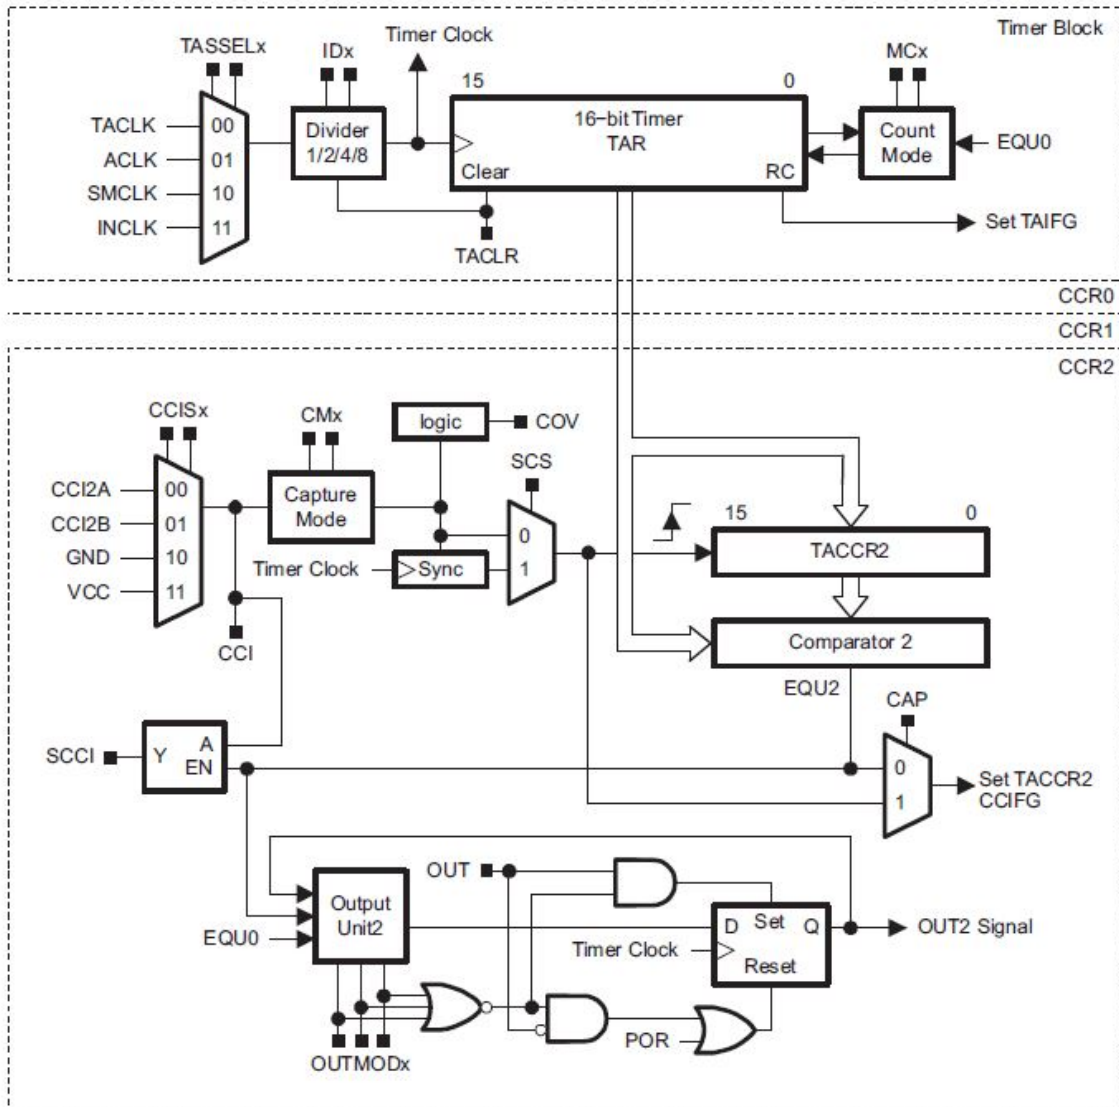 Timer Block
TASSELx
IDx
Timer Clock
15
0
MCx
TACLK
ACLK
SMCLK
INCLK
00
01
10
11
Divider
1/2/4/8
16-bit Timer
TAR
Clear
RC
Count
Mode
EQU0
Set TAIFG
TACLR
CCR0
CCR1
CCR2
CCISx
CMx
logic
COV
SCS
CCI2A
CCI2B
GND
VCC
00
01
10
11
Capture
Mode
Timer Clock
Sync
0
1
15
0
TACCR2
CCI
Comparator 2
EQU2
CAP
SCCI
Y
A
EN
0
1
Set TACCR2
CCIFG
OUT
Output
Unit2
EQU0
D
Set
Q
Timer Clock
Reset
OUT2 Signal
POR
OUTMODx